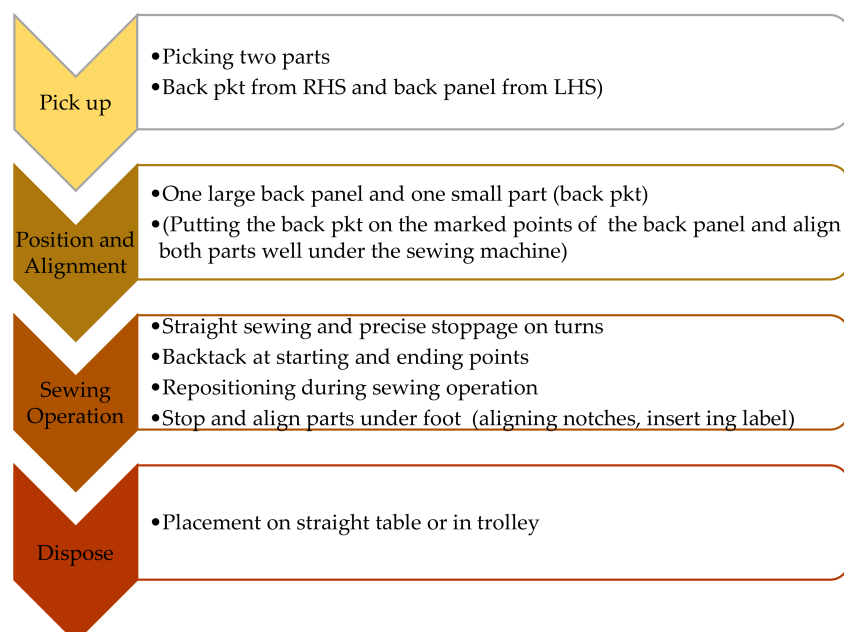 Pick up
•Picking two parts
•Back pkt from RHS and back panel from LHS)
Position and
Alignment
•One large back panel and one small part (back pkt)
•(Putting the back pkt on the marked points of  the back panel and align
both parts well under the sewing machine)
Sewing
Operation
•Straight sewing and precise stoppage on turns
•Backtack at starting and ending points
•Repositioning during sewing operation
•Stop and align parts under foot  (aligning notches, insert ing label)
Dispose
•Placement on straight table or in trolley